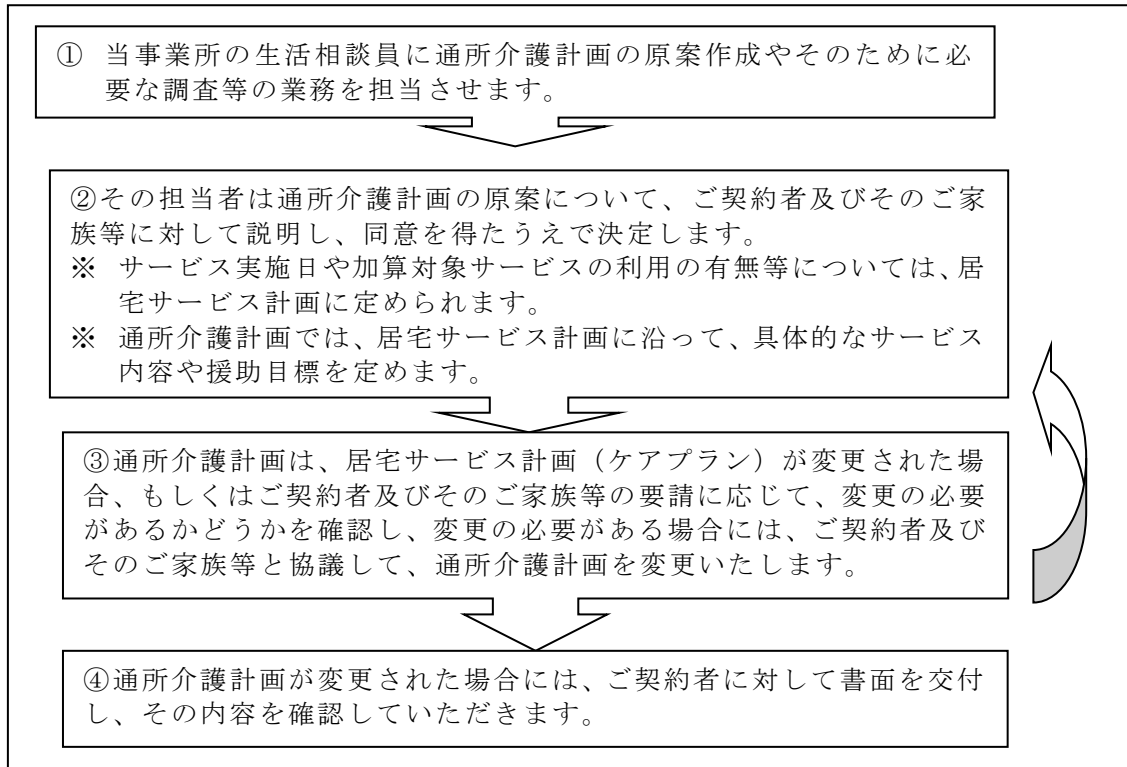 ① 当事業所の生活相談員に通所介護計画の原案作成やそのために必
要な調査等の業務を担当させます。
②その担当者は通所介護計画の原案について、ご契約者及びそのご家
族等に対して説明し、同意を得たうえで決定します。
※ サービス実施日や加算対象サービスの利用の有無等については、居
宅サービス計画に定められます。
※ 通所介護計画では、居宅サービス計画に沿って、具体的なサービス
内容や援助目標を定めます。
③通所介護計画は、居宅サービス計画（ケアプラン）が変更された場
合、もしくはご契約者及びそのご家族等の要請に応じて、変更の必要
があるかどうかを確認し、変更の必要がある場合には、ご契約者及び
そのご家族等と協議して、通所介護計画を変更いたします。
④通所介護計画が変更された場合には、ご契約者に対して書面を交付
し、その内容を確認していただきます。